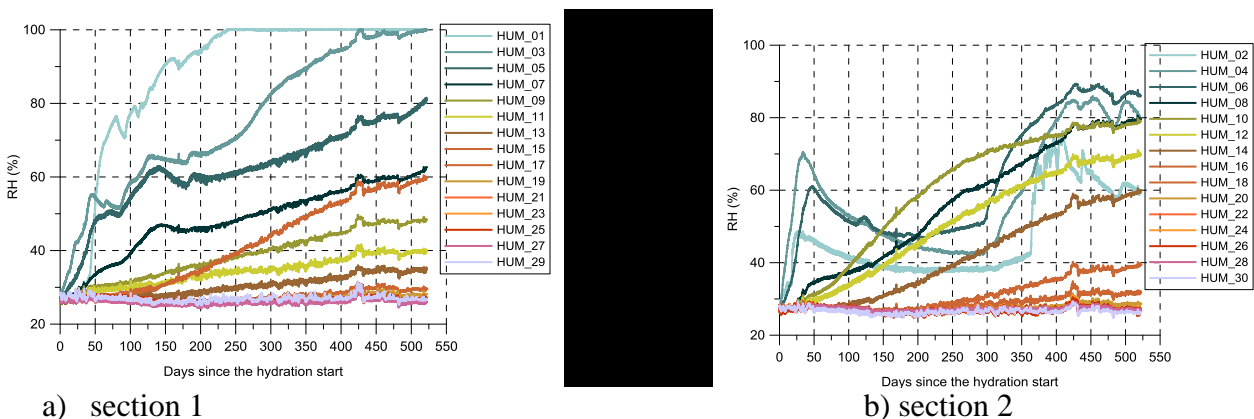 100
80
60
40
20
RH (%)
0 50 100 150 200 250 300 350 400 450 500 550
Days since the hydration start
HUM_01
HUM_03
HUM_05
HUM_07
HUM_09
HUM_11
HUM_13
HUM_15
HUM_17
HUM_19
HUM_21
HUM_23
HUM_25
HUM_27
HUM_29
a) section 1
100
80
60
40
20
RH (%)
0 50 100 150 200 250 300 350 400 450 500 550
Days since the hydration start
HUM_02
HUM_04
HUM_06
HUM_08
HUM_10
HUM_12
HUM_14
HUM_16
HUM_18
HUM_20
HUM_22
HUM_24
HUM_26
HUM_28
HUM_30
b) section 2